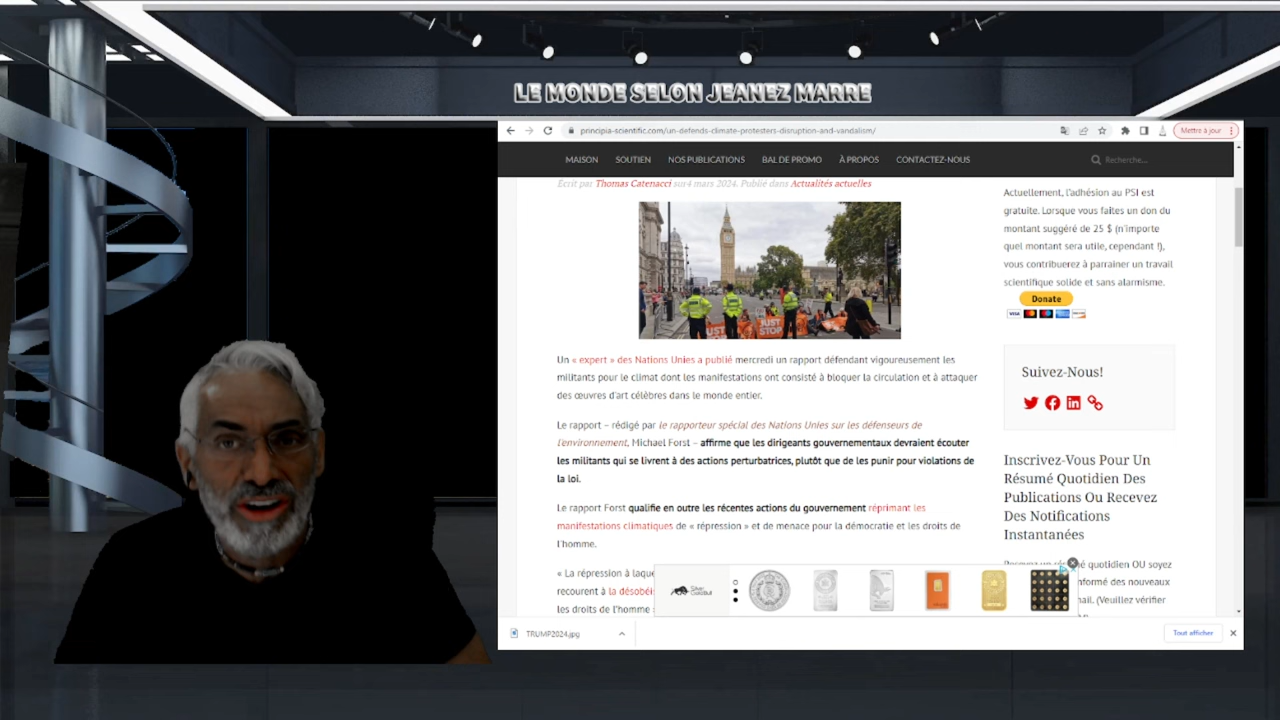 LE MONDE SELON JEANEZ MARRE
principia-scientific.com/un-defends-climate-protesters-disruption-and-vandalism/
Mettre à jour
MAISON SOUTIEN NOS PUBLICATIONS BAL DE PROMO À PROPOS CONTACTEZ-NOUS Recherche...
Écrit par Thomas Catenacci sur4 mars 2024. Publié dans Actualités actuelles
JUST STOP
JUST
Un « expert » des Nations Unies a publié mercredi un rapport défendant vigoureusement les
militants pour le climat dont les manifestations ont consisté à bloquer la circulation et à attaquer
des œuvres d'art célèbres dans le monde entier.
Le rapport – rédigé par le rapporteur spécial des Nations Unies sur les défenseurs de
l'environnement, Michael Forst – affirme que les dirigeants gouvernementaux devraient écouter
les militants qui se livrent à des actions perturbatrices, plutôt que de les punir pour violations de
la loi.
Le rapport Forst qualifie en outre les récentes actions du gouvernement réprimant les
manifestations climatiques de « répression » et de menace pour la démocratie et les droits de
l'homme.
« La répression à laque
recourent à la désobéis
les droits de l'homme
Actuellement, l'adhésion au PSI est
gratuite. Lorsque vous faites un don du
montant suggéré de 25 $ (n'importe
quel montant sera utile, cependant !),
vous contribuerez à parrainer un travail
scientifique solide et sans alarmisme.
Donate
VISA
Suivez-Nous!
Inscrivez-Vous Pour Un
Résumé Quotidien Des
Publications Ou Recevez
Des Notifications
Instantanées
quotidien OU soyez
nformé des nouveaux
mail. (Veuillez vérifier
TRUMP2024.jpg
Tout afficher